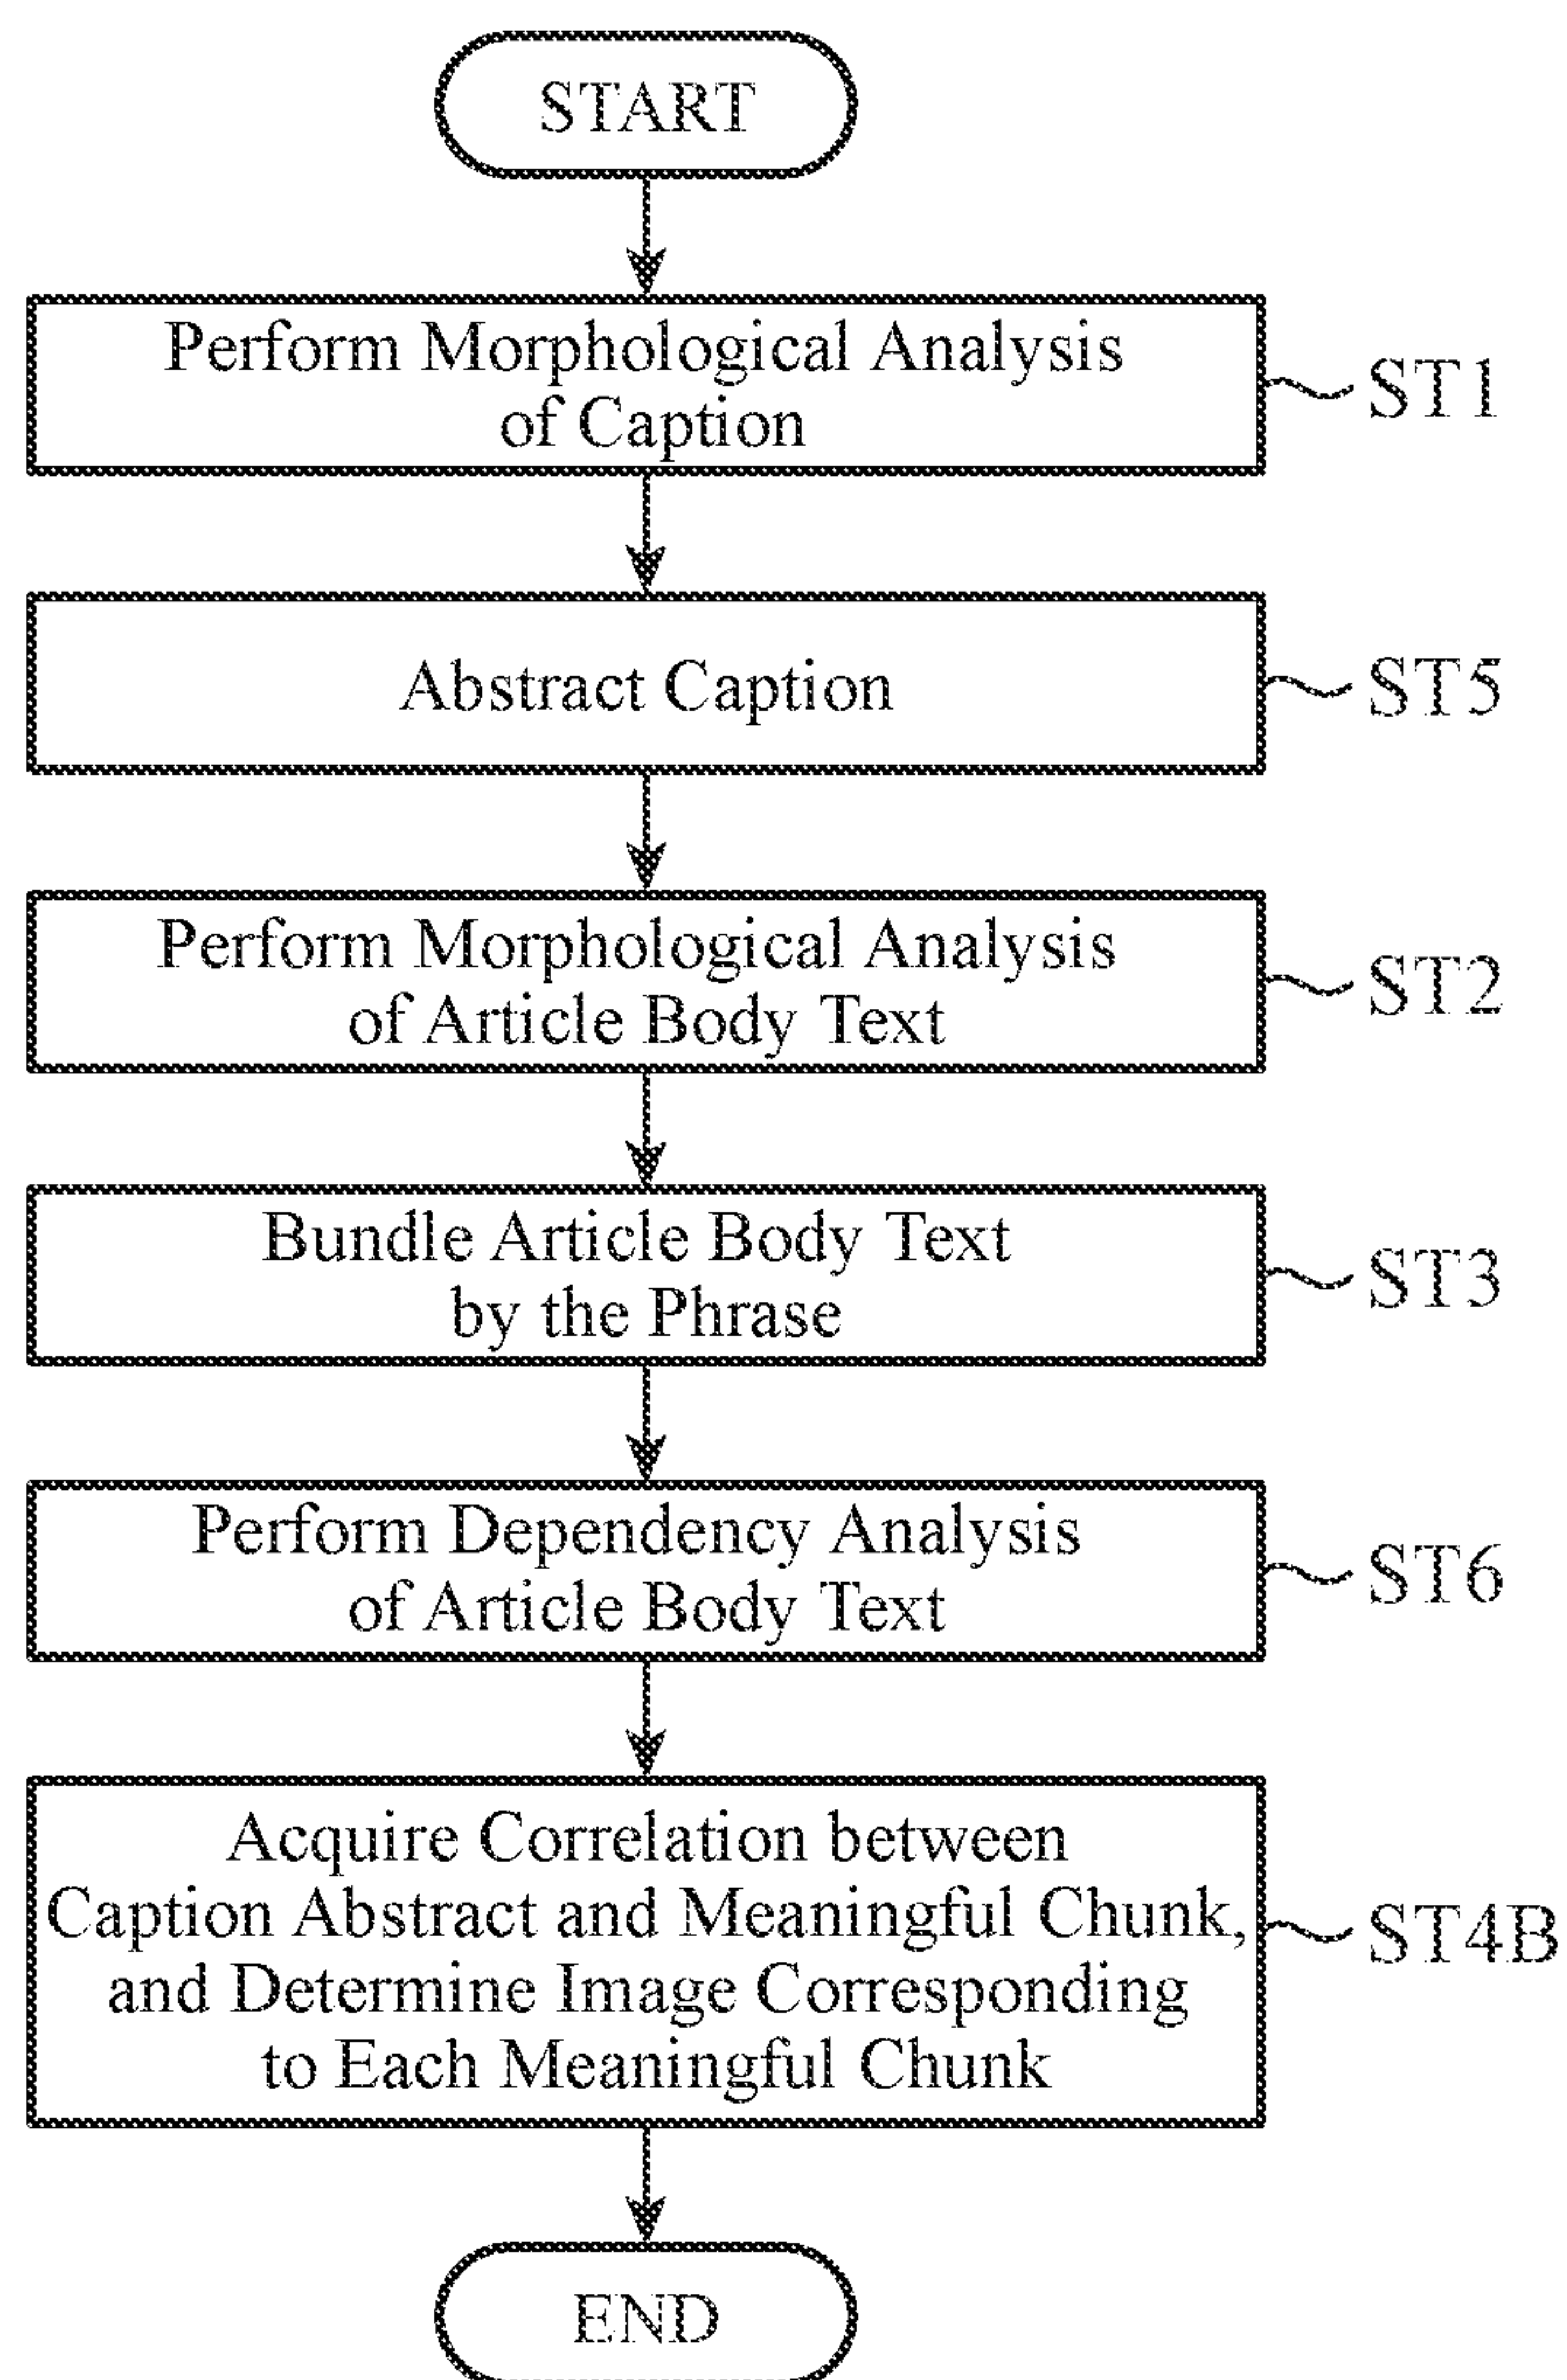 START
Perform Morphological Analysis
of Caption
ST1
Abstract Caption
ST5
Perform Morphological Analysis
of Article Body Text
ST2
Bundle Article Body Text
by the Phrase
ST3
Perform Dependency Analysis
of Article Body Text
ST6
Acquire Correlation between
Caption Abstract and Meaningful Chunk,
and Determine Image Corresponding
to Each Meaningful Chunk
ST4B
END